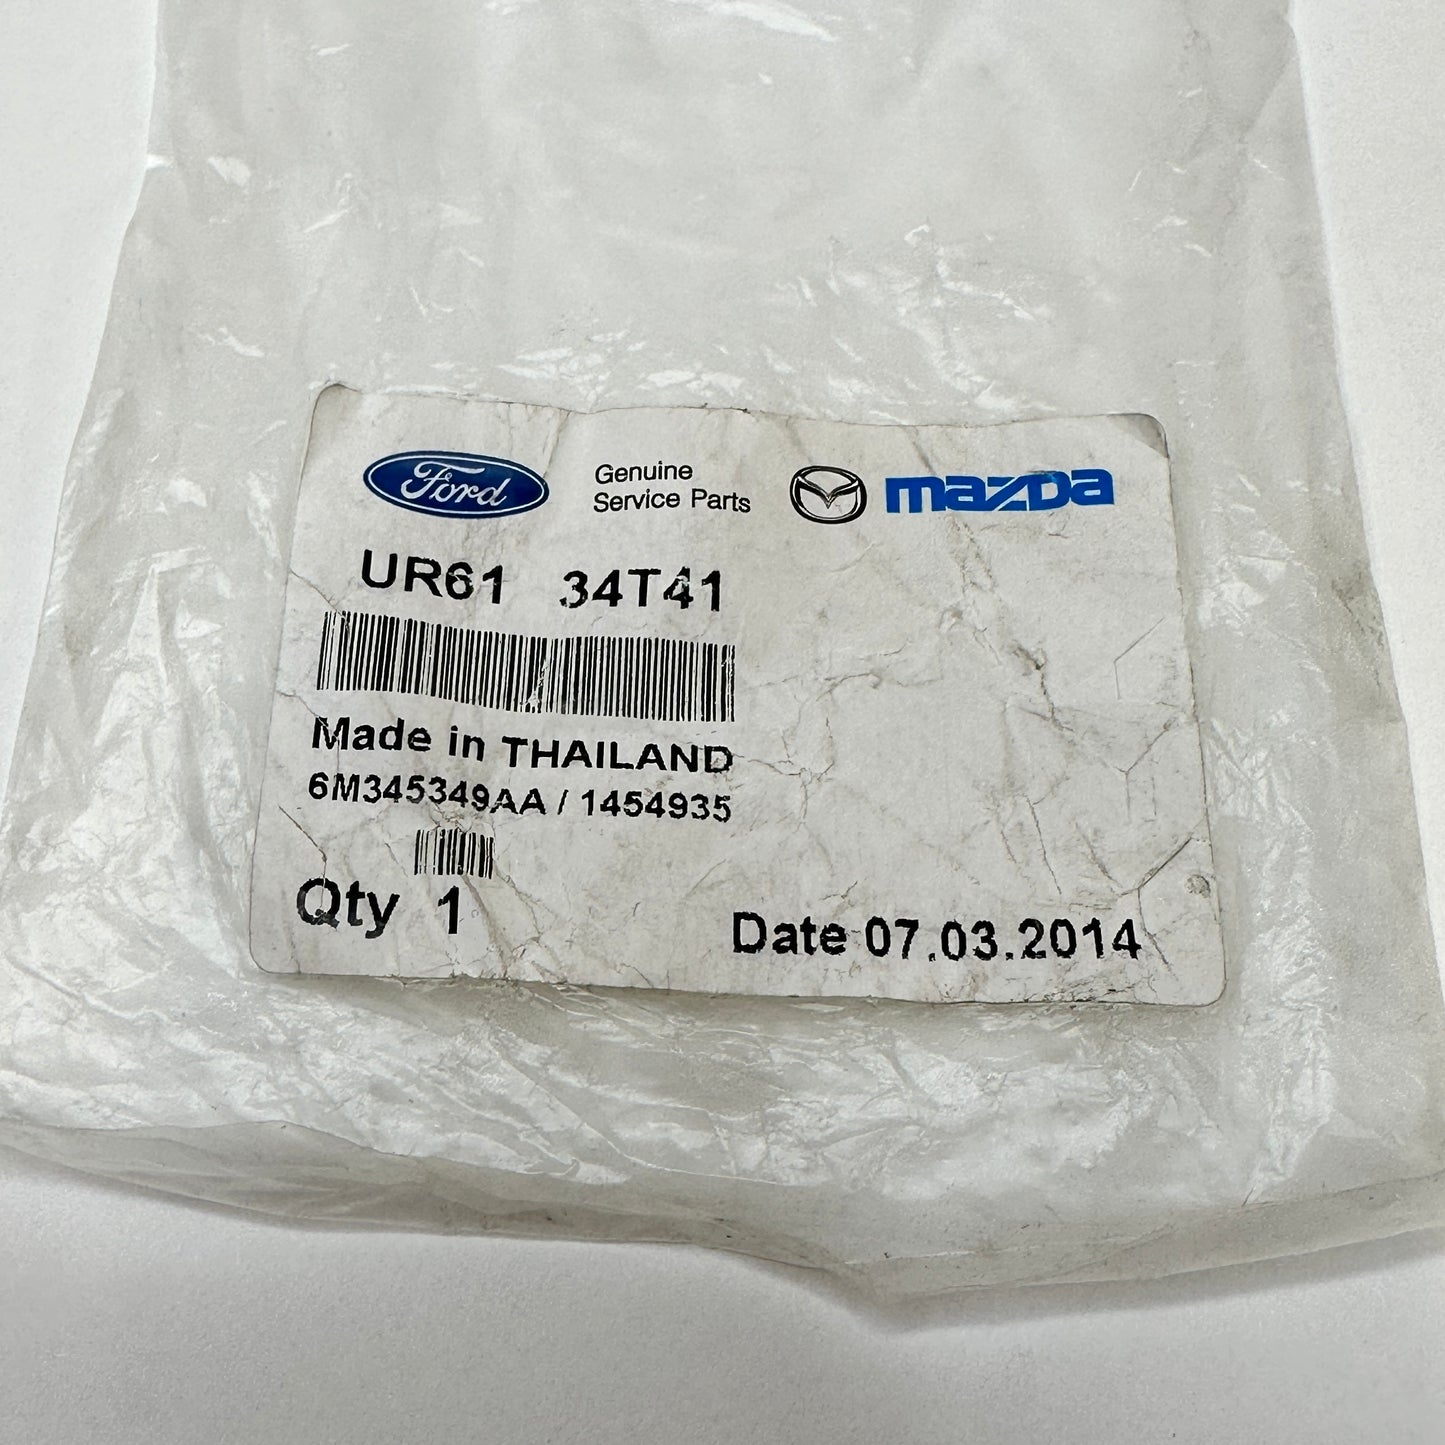 Ford
Genuine
Service Parts
mazda
UR61 34T41
Made in THAILAND
6M345349AA / 1454935
Qty 1
Date 07.03.2014